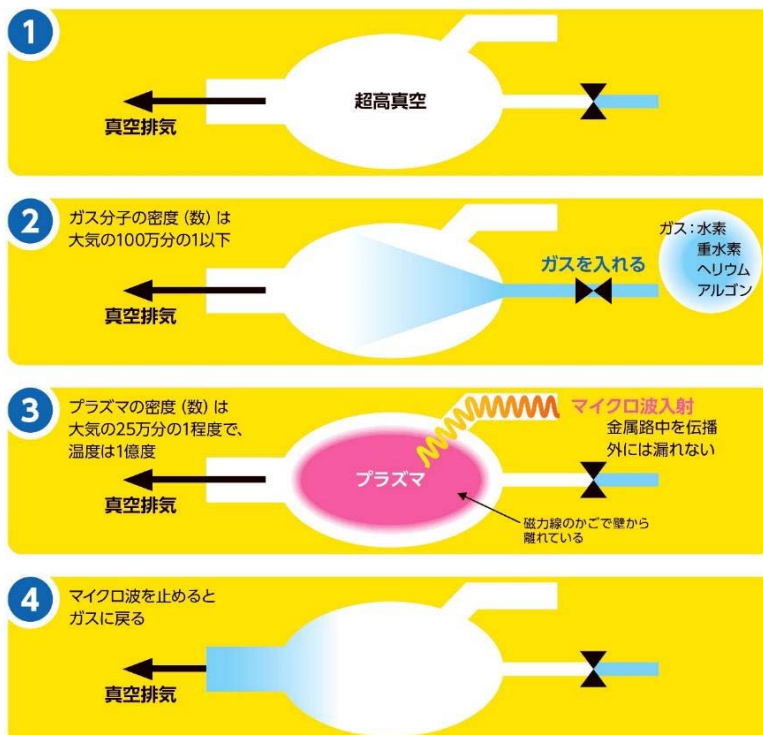 1
超高真空
真空排気
2
ガス分子の密度（数）は
大気の100万分の1以下
ガスを入れる
ガス：水素
重水素
ヘリウム
アルゴン
真空排気
3
プラズマの密度（数）は
大気の25万分の1程度で、
温度は1億度
マイクロ波入射
金属路中を伝播
外には漏れない
プラズマ
真空排気
磁力線のかごで壁から
離れている
4
マイクロ波を止めると
ガスに戻る
真空排気